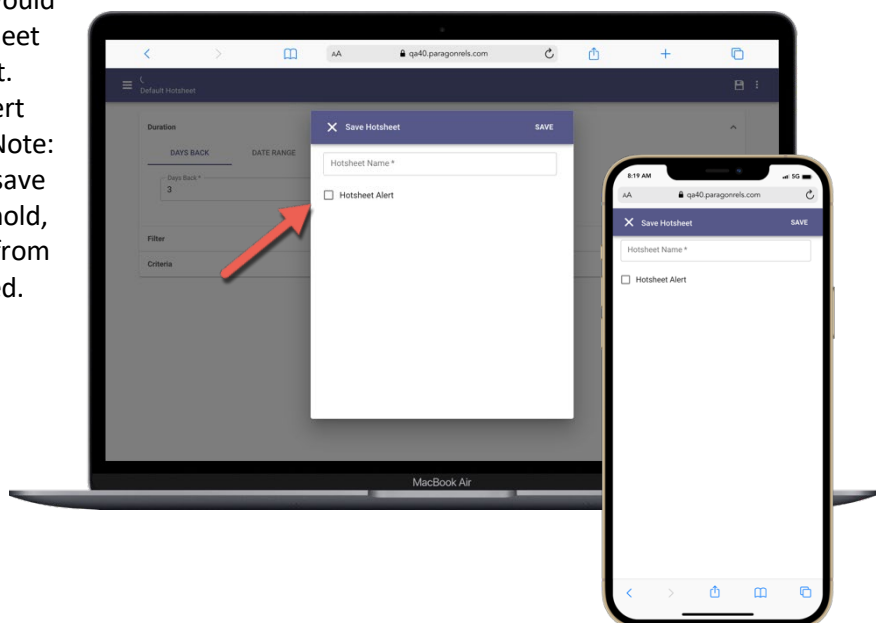 eet
t.
ert
Note:
save
hold,
from
ed.
AA qa40.paragonrels.com
Default Hotsheet
Duration
DAYS BACK DATE RANGE
Days Back *
3
Filter
Criteria
Save Hotsheet SAVE
Hotsheet Name *
Hotsheet Alert
MacBook Air
8:19 AM 5G
AA qa40.paragonrels.com
Save Hotsheet SAVE
Hotsheet Name *
Hotsheet Alert